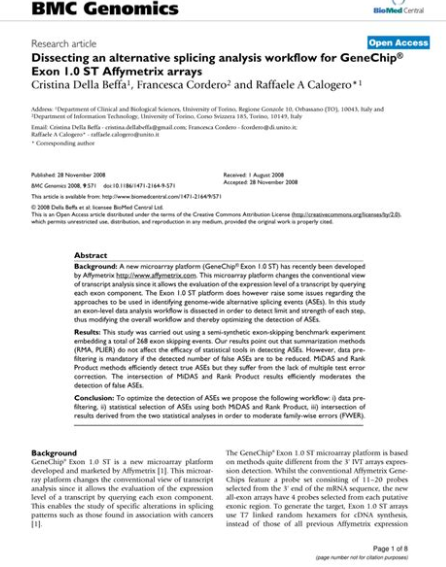 BMC Genomics
BioMed Central
Research article
Open Access
Dissecting an alternative splicing analysis workflow for GeneChip®
Exon 1.0 ST Affymetrix arrays
Cristina Della Beffa1, Francesca Cordero2 and Raffaele A Calogero*1
Address: 1Department of Clinical and Biological Sciences, University of Torino, Regione Gonzole 10, Orbassano (TO), 10043, Italy and
2Department of Information Technology, University of Torino, Corso Svizzera 185, Torino, 10149, Italy
Email: Cristina Della Beffa - cristina.dellabeffa@gmail.com; Francesca Cordero - fcordero@di.unito.it;
Raffaele A Calogero* - raffaele.calogero@unito.it
* Corresponding author
Published: 28 November 2008
Received: 1 August 2008
Accepted: 28 November 2008
BMC Genomics 2008, 9:571 doi:10.1186/1471-2164-9-571
This article is available from: http://www.biomedcentral.com/1471-2164/9/571
© 2008 Della Beffa et al; licensee BioMed Central Ltd.
This is an Open Access article distributed under the terms of the Creative Commons Attribution License (http://creativecommons.org/licenses/by/2.0),
which permits unrestricted use, distribution, and reproduction in any medium, provided the original work is properly cited.
Abstract
Background: A new microarray platform (GeneChip® Exon 1.0 ST) has recently been developed
by Affymetrix http://www.affymetrix.com. This microarray platform changes the conventional view
of transcript analysis since it allows the evaluation of the expression level of a transcript by querying
each exon component. The Exon 1.0 ST platform does however raise some issues regarding the
approaches to be used in identifying genome-wide alternative splicing events (ASEs). In this study
an exon-level data analysis workflow is dissected in order to detect limit and strength of each step,
thus modifying the overall workflow and thereby optimizing the detection of ASEs.
Results: This study was carried out using a semi-synthetic exon-skipping benchmark experiment
embedding a total of 268 exon skipping events. Our results point out that summarization methods
(RMA, PLIER) do not affect the efficacy of statistical tools in detecting ASEs. However, data pre-
filtering is mandatory if the detected number of false ASEs are to be reduced. MiDAS and Rank
Product methods efficiently detect true ASEs but they suffer from the lack of multiple test error
correction. The intersection of MiDAS and Rank Product results efficiently moderates the
detection of false ASEs.
Conclusion: To optimize the detection of ASEs we propose the following workflow: i) data pre-
filtering, ii) statistical selection of ASEs using both MiDAS and Rank Product, iii) intersection of
results derived from the two statistical analyses in order to moderate family-wise errors (FWER).
Background
GeneChip® Exon 1.0 ST is a new microarray platform
developed and marketed by Affymetrix [1]. This microar-
ray platform changes the conventional view of transcript
analysis since it allows the evaluation of the expression
level of a transcript by querying each exon component.
This enables the study of specific alterations in splicing
patterns such as those found in association with cancers
[1].
The GeneChip® Exon 1.0 ST microarray platform is based
on methods quite different from the 3' IVT arrays expres-
sion detection. Whilst the conventional Affymetrix Gene-
Chips feature a probe set consisting of 11–20 probes
selected from the 3' end of the mRNA sequence, the new
all-exon arrays have 4 probes selected from each putative
exonic region. To generate the target, Exon 1.0 ST arrays
use T7 linked random hexamers for cDNA synthesis,
instead of those of all previous Affymetrix expression
Page 1 of 8
(page number not for citation purposes)